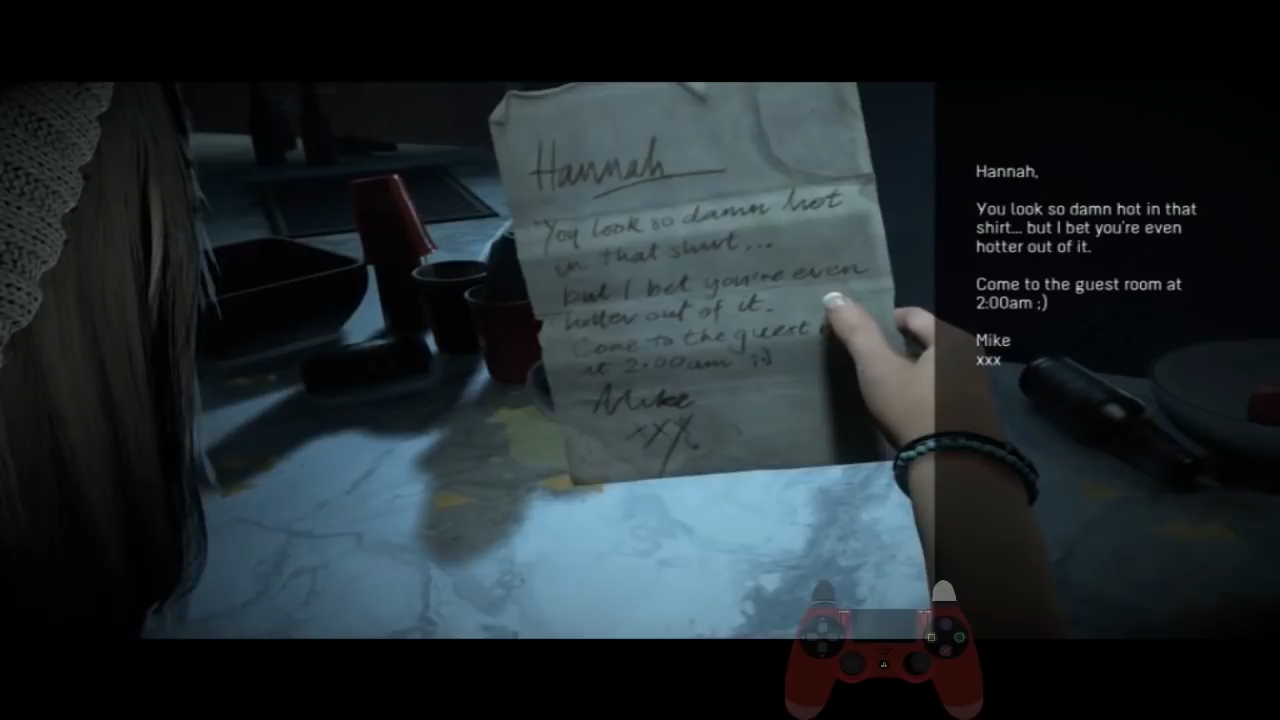 Hannah
You look so damn hot
in that shirt...
but I bet you're even
hotter out of it.
Come to the guest
at 2:00am ;)
Mike
xxx
Hannah,
You look so damn hot in that
shirt... but I bet you're even
hotter out of it.
Come to the guest room at
2:00am ;)
Mike
xxx